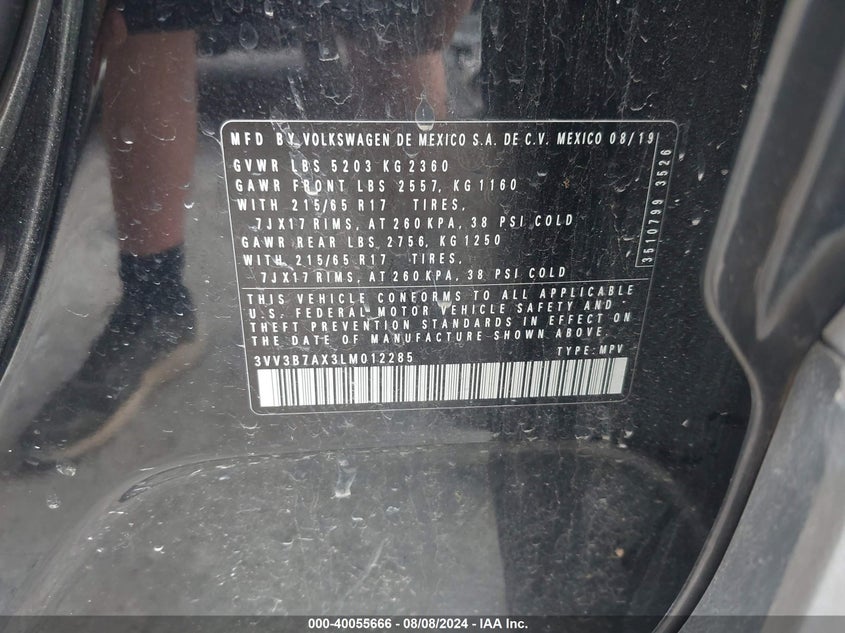 MFD BY VOLKSWAGEN DE MEXICO S.A. DE C.V. MEXICO 08/19
GVWR LBS 5203 KG 2360
GAWR FRONT LBS 2557, KG 1160
WITH 215/65 R17 TIRES,
7JX17 RIMS, AT 260 KPA, 38 PSI COLD
GAWR REAR LBS, 2756, KG 1250
WITH 215/65 R17 TIRES,
7JX17 RIMS, AT 260 KPA, 38 PSI COLD
3510799 3526
THIS VEHICLE CONFORMS TO ALL APPLICABLE
U.S. FEDERAL MOTOR VEHICLE SAFETY AND
THEFT PREVENTION STANDARDS IN EFFECT ON
THE DATE OF MANUFACTURE SHOWN ABOVE.
3VV3B7AX3LM012285 TYPE: MPV
000-40055666 - 08/08/2024 - IAA Inc.